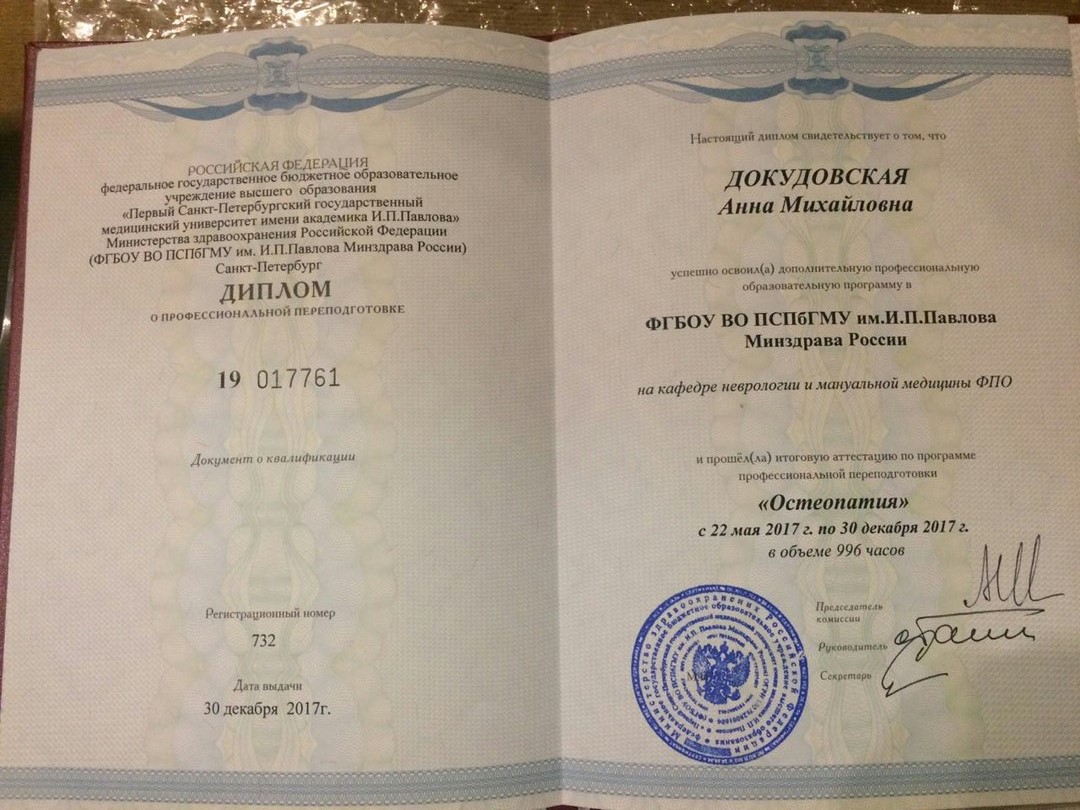 РОССИЙСКАЯ ФЕДЕРАЦИЯ
федеральное государственное бюджетное образовательное
учреждение высшего образования
«Первый Санкт-Петербургский государственный
медицинский университет имени академика И.П.Павлова»
Министерства здравоохранения Российской Федерации
(ФГБОУ ВО ПСПбГМУ им. И.П.Павлова Минздрава России)
Санкт-Петербург
ДИПЛОМ
О ПРОФЕССИОНАЛЬНОЙ ПЕРЕПОДГОТОВКЕ
19 017761
Документ о квалификации
Регистрационный номер
732
Дата выдачи
30 декабря 2017г.
Настоящий диплом свидетельствует о том, что
ДОКУДОВСКАЯ
Анна Михайловна
успешно освоил(а) дополнительную профессиональную
образовательную программу в
ФГБОУ ВО ПСПбГМУ им.И.П.Павлова
Минздрава России
на кафедре неврологии и мануальной медицины ФПО
и прошёл(ла) итоговую аттестацию по программе
профессиональной переподготовки
«Остеопатия»
с 22 мая 2017 г. по 30 декабря 2017 г.
в объеме 996 часов
Председатель
комиссии
Руководитель
Секретарь
Министерство здравоохранения Российской Федерации